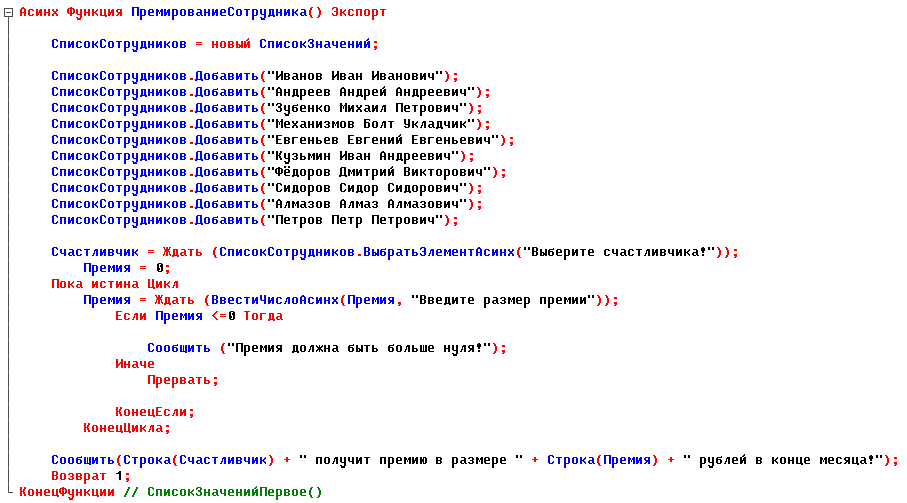 Асинх Функция ПремированиеСотрудника() Экспорт
СписокСотрудников = новый СписокЗначений;
СписокСотрудников.Добавить("Иванов Иван Иванович");
СписокСотрудников.Добавить("Андреев Андрей Андреевич");
СписокСотрудников.Добавить("Зубенко Михаил Петрович");
СписокСотрудников.Добавить("Механизмов Болт Укладчик");
СписокСотрудников.Добавить("Евгеньев Евгений Евгеньевич");
СписокСотрудников.Добавить("Кузьмин Иван Андреевич");
СписокСотрудников.Добавить("Фёдоров Дмитрий Викторович");
СписокСотрудников.Добавить("Сидоров Сидор Сидорович");
СписокСотрудников.Добавить("Алмазов Алмаз Алмазович");
СписокСотрудников.Добавить("Петров Петр Петрович");
Счастливчик = Ждать (СписокСотрудников.ВыбратьЭлементАсинх("Выберите счастливчика!"));
Премия = 0;
Пока истина Цикл
Премия = Ждать (ВвестиЧислоАсинх(Премия, "Введите размер премии"));
Если Премия <=0 Тогда
Сообщить ("Премия должна быть больше нуля!");
Иначе
Прервать;
КонецЕсли;
КонецЦикла;
Сообщить(Строка(Счастливчик) + " получит премию в размере " + Строка(Премия) + " рублей в конце месяца!");
Возврат 1;
КонецФункции // СписокЗначенийПервое()